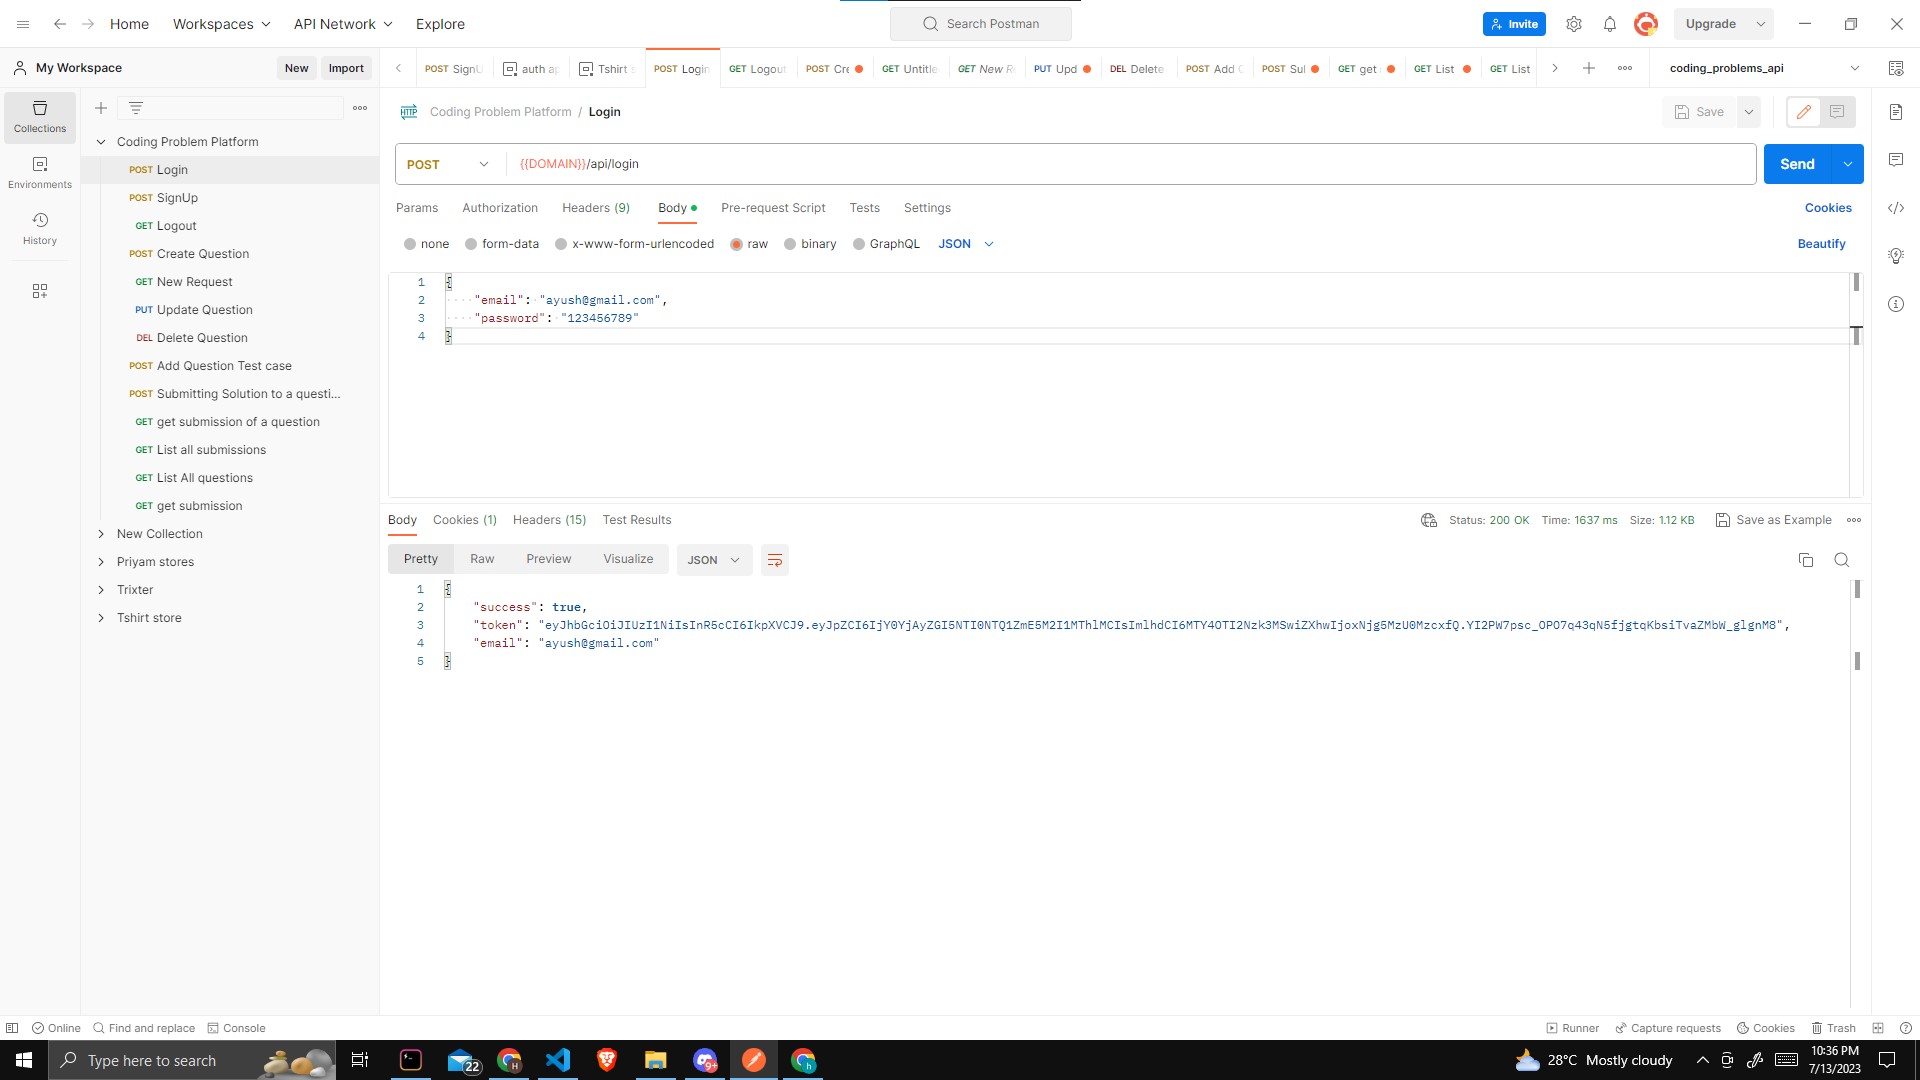 Home
Workspaces
API Network
Explore
Search Postman
Invite
Upgrade
My Workspace
New
Import
POST SignU
auth ap
Tshirt s
POST Login
GET Logout
POST Cre
GET Untitle
GET New R
PUT Upd
DEL Delete
POST Add
POST Sul
GET get
GET List
GET List
coding_problems_api
Collections
Environments
History
Coding Problem Platform
POST Login
POST SignUp
GET Logout
POST Create Question
GET New Request
PUT Update Question
DEL Delete Question
POST Add Question Test case
POST Submitting Solution to a questi...
GET get submission of a question
GET List all submissions
GET List All questions
GET get submission
New Collection
Priyam stores
Trixter
Tshirt store
HTTP Coding Problem Platform / Login
Save
POST
{{DOMAIN}}/api/login
Send
Params Authorization Headers (9) Body Pre-request Script Tests Settings
Cookies
none form-data x-www-form-urlencoded raw binary GraphQL JSON
Beautify
1 {
2 "email": "ayush@gmail.com",
3 "password": "123456789"
4 }
Body Cookies (1) Headers (15) Test Results
Status: 200 OK Time: 1637 ms Size: 1.12 KB
Save as Example
Pretty Raw Preview Visualize JSON
1 {
2 "success": true,
3 "token": "eyJhbGciOiJIUzI1NiIsInR5cCI6IkpXVCJ9.eyJpZCI6IjY0YjAyZGI5NTI0NTQ1ZmE5M2I1MThlMCIsImlhdCI6MTY4OTI2Nzk3MSwiZXhwIjoxNjg5MzU0MzcxfQ.YI2PW7psc_OPO7q43qN5fjgtqKbsiTvaZMbW_glgnM8",
4 "email": "ayush@gmail.com"
5 }
Online
Find and replace
Console
Runner
Capture requests
Cookies
Trash
Type here to search
22
H
9+
h
28°C Mostly cloudy
10:36 PM
7/13/2023